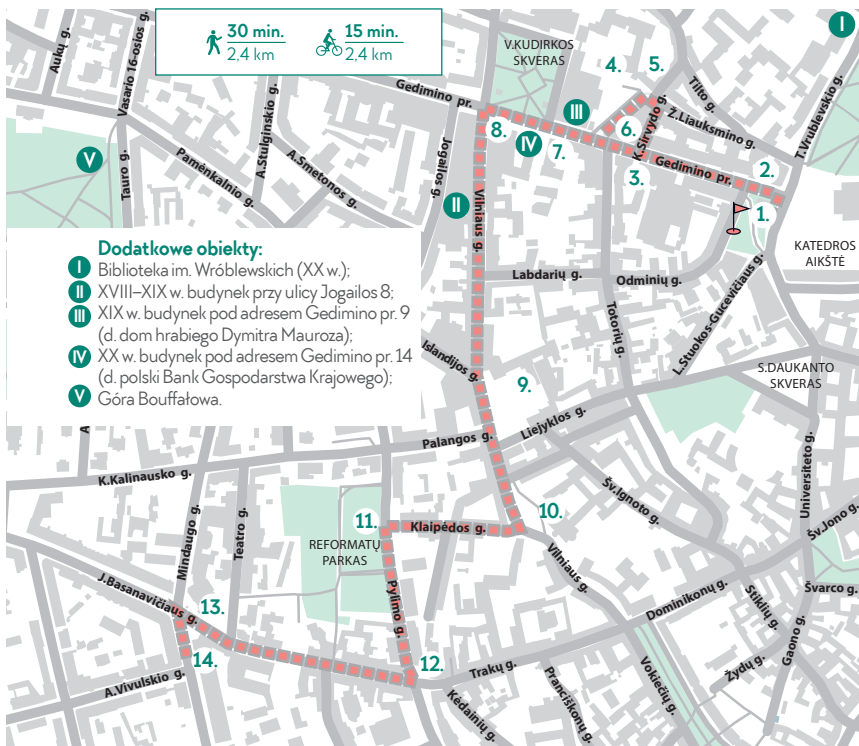 30 min.
2,4 km
15 min.
2,4 km
I
V.KUDIRKOS
SKVERAS
Aukų g.
Vasario 16-osios g.
A.Stulginskio g.
A.Smetonos g.
Pamėnkalnio g.
Tauro g.
V
Gedimino pr.
Jogailos g.
4.
5.
Tilto g.
Ž.Liauksmino g.
T.Vrublevskio g.
III
6.
K.Sirvydo g.
8.
IV
7.
3.
Gedimino pr.
2.
1.
II
Vilniaus g.
KATEDROS
AIKŠTĖ
Labdarių g.
Odminių g.
Totorių g.
L.Stuokos-Gucevičiaus g.
Dodatkowe obiekty:
I Biblioteka im. Wróblewskich (XX w.);
II XVIII–XIX w. budynek przy ulicy Jogailos 8;
III XIX w. budynek pod adresem Gedimino pr. 9
(d. dom hrabiego Dymitra Mauroza);
IV XX w. budynek pod adresem Gedimino pr. 14
(d. polski Bank Gospodarstwa Krajowego);
V Góra Bouffałowa.
Islandijos g.
9.
S.DAUKANTO
SKVERAS
A
Palangos g.
Liejyklos g.
Universiteto g.
K.Kalinausko g.
Šv.Ignoto g.
Šv.Jono g.
Mindaugo g.
Teatro g.
11.
Klaipėdos g.
10.
REFORMATŲ
PARKAS
Vilniaus g.
J.Basanavičiaus g.
13.
Pylimo g.
Dominikonų g.
Stiklių g.
Švarco g.
Gaono g.
14.
12.
Trakų g.
Žydų g.
A.Vivulskio g.
Kėdainių g.
Pranciškonų g.
Vokiečių g.